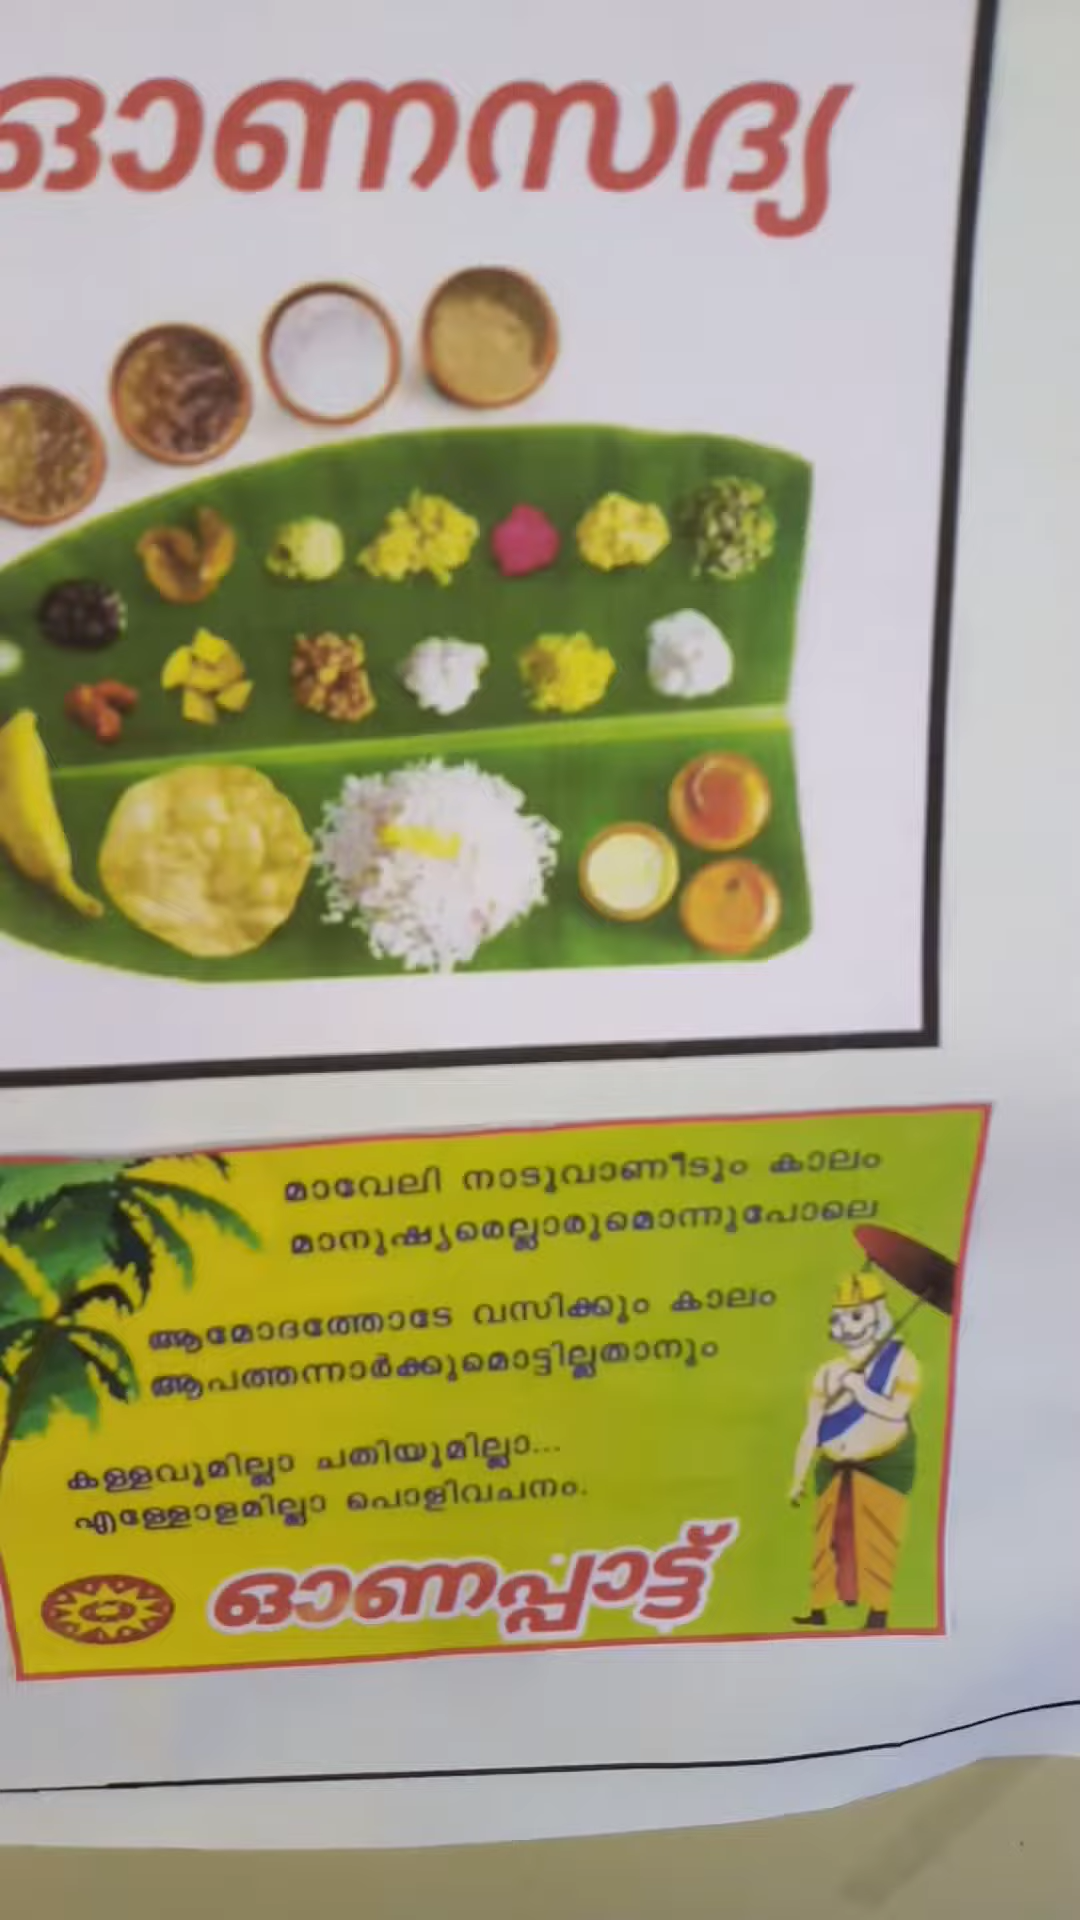 ഓണസദ്യ
മാവേലി നാടുവാണീടും കാലം
മാനുഷ്യരെല്ലാരുമൊന്നുപോലെ
ആമോദത്തോടേ വസിക്കും കാലം
ആപത്തന്നാർക്കുമൊട്ടില്ലതാനും
കള്ളവുമില്ലാ ചതിയുമില്ലാ...
എള്ളോളമില്ലാ പൊളിവചനം.
ഓണപ്പാട്ട്